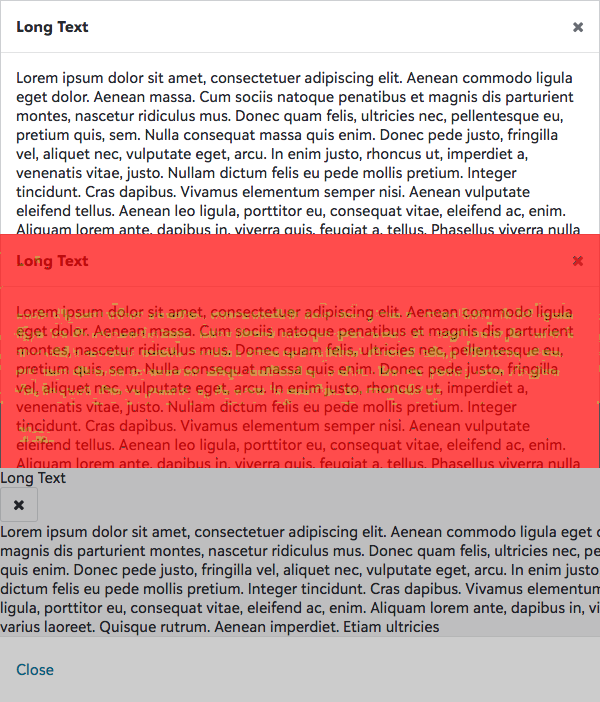 Long Text ✖
Lorem ipsum dolor sit amet, consectetuer adipiscing elit. Aenean commodo ligula
eget dolor. Aenean massa. Cum sociis natoque penatibus et magnis dis parturient
montes, nascetur ridiculus mus. Donec quam felis, ultricies nec, pellentesque eu,
pretium quis, sem. Nulla consequat massa quis enim. Donec pede justo, fringilla
vel, aliquet nec, vulputate eget, arcu. In enim justo, rhoncus ut, imperdiet a,
venenatis vitae, justo. Nullam dictum felis eu pede mollis pretium. Integer
tincidunt. Cras dapibus. Vivamus elementum semper nisi. Aenean vulputate
eleifend tellus. Aenean leo ligula, porttitor eu, consequat vitae, eleifend ac, enim.
Aliquam lorem ante, dapibus in, viverra quis, feugiat a, tellus. Phasellus viverra nulla
Long Text ✖
Lorem ipsum dolor sit amet, consectetuer adipiscing elit. Aenean commodo ligula
eget dolor. Aenean massa. Cum sociis natoque penatibus et magnis dis parturient
montes, nascetur ridiculus mus. Donec quam felis, ultricies nec, pellentesque eu,
pretium quis, sem. Nulla consequat massa quis enim. Donec pede justo, fringilla
vel, aliquet nec, vulputate eget, arcu. In enim justo, rhoncus ut, imperdiet a,
venenatis vitae, justo. Nullam dictum felis eu pede mollis pretium. Integer
tincidunt. Cras dapibus. Vivamus elementum semper nisi. Aenean vulputate
eleifend tellus. Aenean leo ligula, porttitor eu, consequat vitae, eleifend ac, enim.
Aliquam lorem ante, dapibus in, viverra quis, feugiat a, tellus. Phasellus viverra nulla
Long Text
✖
Lorem ipsum dolor sit amet, consectetuer adipiscing elit. Aenean commodo ligula eget
magnis dis parturient montes, nascetur ridiculus mus. Donec quam felis, ultricies nec,
quis enim. Donec pede justo, fringilla vel, aliquet nec, vulputate eget, arcu. In enim justo
dictum felis eu pede mollis pretium. Integer tincidunt. Cras dapibus. Vivamus elementum
ligula, porttitor eu, consequat vitae, eleifend ac, enim. Aliquam lorem ante, dapibus in,
varius laoreet. Quisque rutrum. Aenean imperdiet. Etiam ultricies
Close